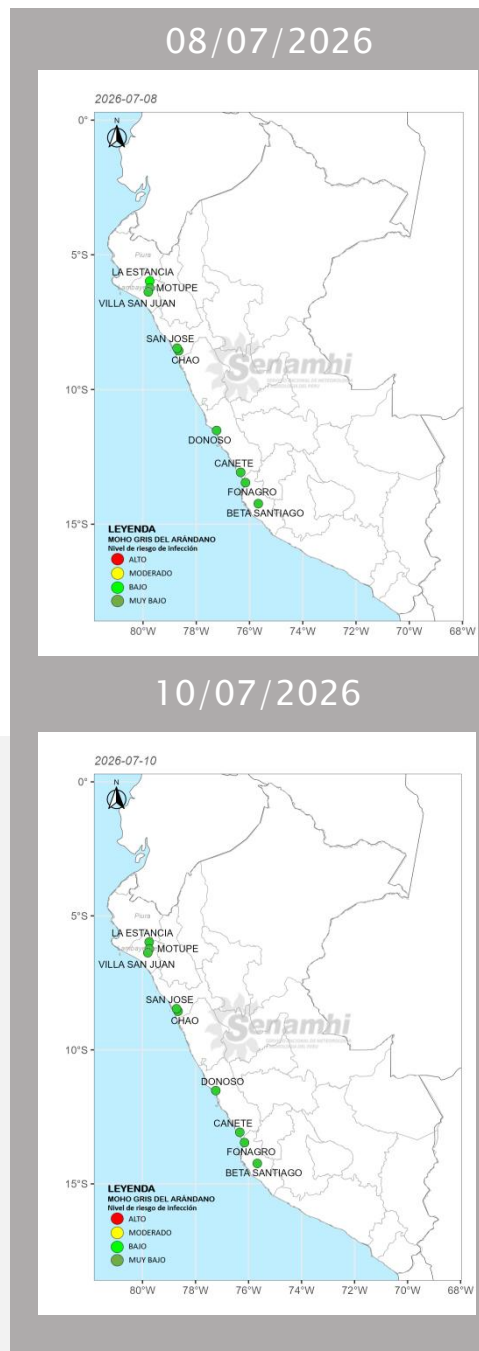 08/07/2026
2026-07-08
N
0°
5°S
10°S
15°S
Piura
LA ESTANCIA
MOTUPE
VILLA SAN JUAN
SAN JOSE
CHAO
Senamhi
DONOSO
CANETE
FONAGRO
BETA SANTIAGO
LEYENDA
MOHO GRIS DEL ARÁNDANO
Nivel de riesgo de infección
ALTO
MODERADO
BAJO
MUY BAJO
80°W 78°W 76°W 74°W 72°W 70°W 68°W
10/07/2026
2026-07-10
N
0°
5°S
10°S
15°S
Piura
LA ESTANCIA
MOTUPE
VILLA SAN JUAN
SAN JOSE
CHAO
Senamhi
DONOSO
CANETE
FONAGRO
BETA SANTIAGO
LEYENDA
MOHO GRIS DEL ARÁNDANO
Nivel de riesgo de infección
ALTO
MODERADO
BAJO
MUY BAJO
80°W 78°W 76°W 74°W 72°W 70°W 68°W